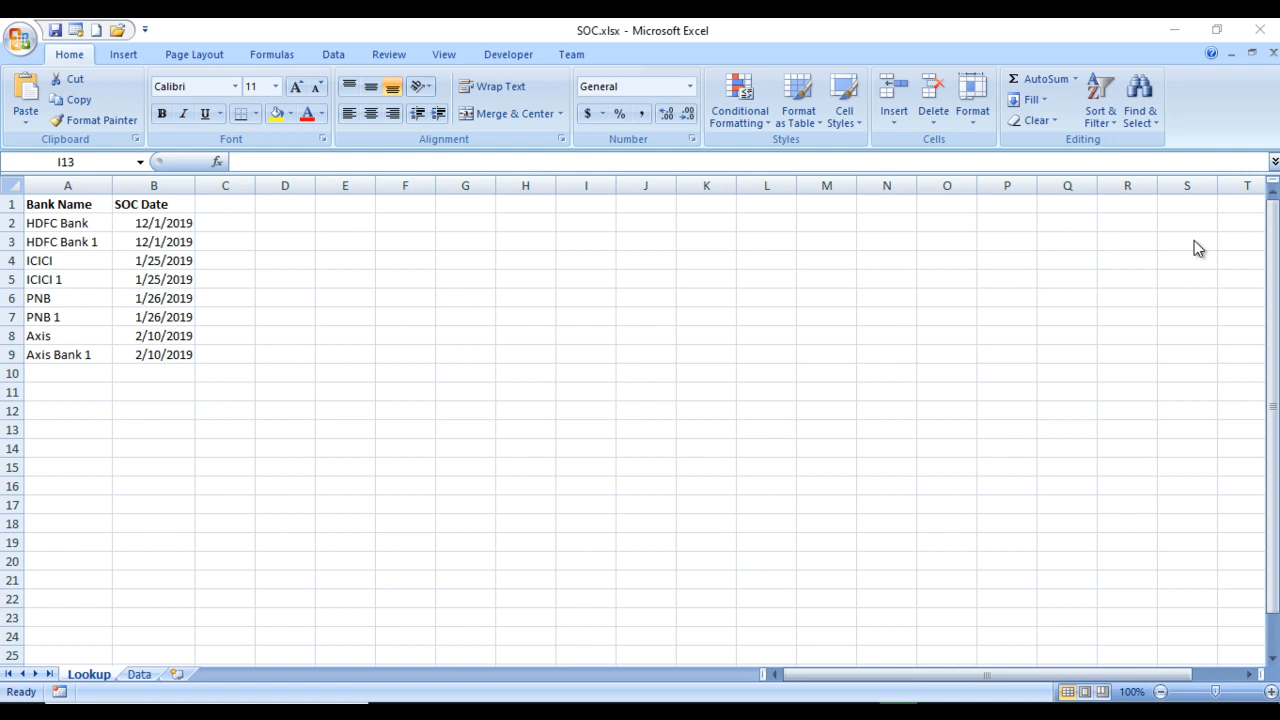 SOC.xlsx - Microsoft Excel
Home Insert Page Layout Formulas Data Review View Developer Team
Paste
Cut
Copy
Format Painter
Clipboard
Calibri 11
A A
B I U A
Font
Wrap Text
Merge & Center
Alignment
General
$ % , .00 .00
Number
Conditional Formatting
Format as Table
Cell Styles
Styles
Insert
Delete
Format
Cells
Σ AutoSum
Fill
Clear
Sort & Filter
Find & Select
Editing
I13 fx
A B C D E F G H I J K L M N O P Q R S T
1 Bank Name SOC Date
2 HDFC Bank 12/1/2019
3 HDFC Bank 1 12/1/2019
4 ICICI 1/25/2019
5 ICICI 1 1/25/2019
6 PNB 1/26/2019
7 PNB 1 1/26/2019
8 Axis 2/10/2019
9 Axis Bank 1 2/10/2019
10
11
12
13
14
15
16
17
18
19
20
21
22
23
24
25
Lookup Data
Ready 100%